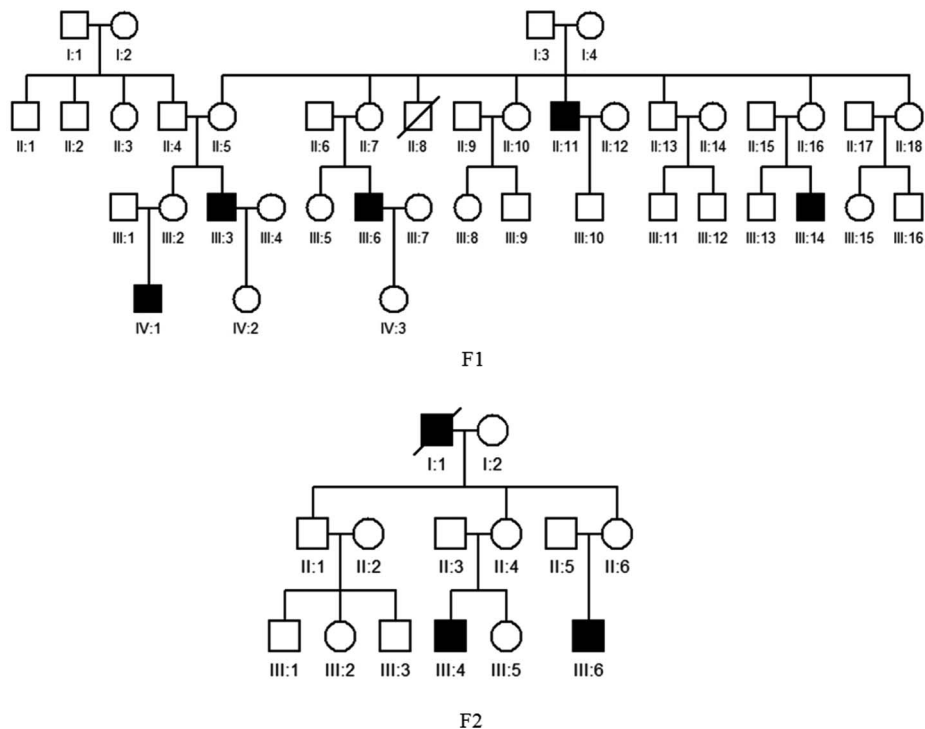 I:1 I:2 I:3 I:4
II:1 II:2 II:3 II:4 II:5 II:6 II:7 II:8 II:9 II:10 II:11 II:12 II:13 II:14 II:15 II:16 II:17 II:18
III:1 III:2 III:3 III:4 III:5 III:6 III:7 III:8 III:9 III:10 III:11 III:12 III:13 III:14 III:15 III:16
IV:1 IV:2 IV:3
F1
I:1 I:2
II:1 II:2 II:3 II:4 II:5 II:6
III:1 III:2 III:3 III:4 III:5 III:6
F2